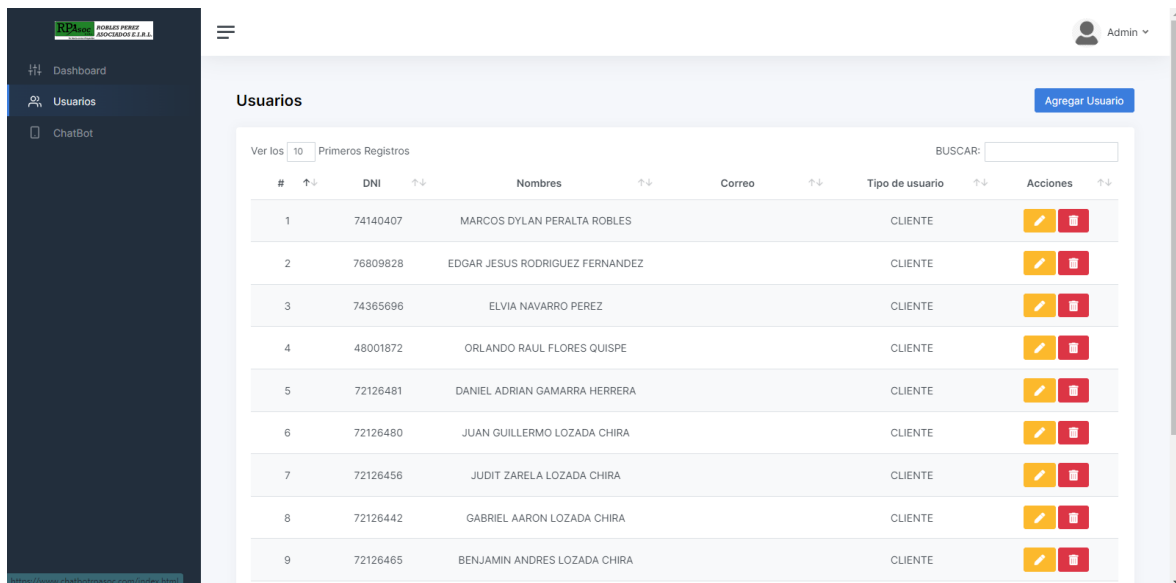 RPAsoc ROBLES PEREZ
ASOCIADOS E.I.R.L.
Admin
Dashboard
Usuarios
ChatBot
Usuarios
Agregar Usuario
Ver los 10 Primeros Registros
BUSCAR:
# DNI Nombres Correo Tipo de usuario Acciones
1 74140407 MARCOS DYLAN PERALTA ROBLES CLIENTE
2 76809828 EDGAR JESUS RODRIGUEZ FERNANDEZ CLIENTE
3 74365696 ELVIA NAVARRO PEREZ CLIENTE
4 48001872 ORLANDO RAUL FLORES QUISPE CLIENTE
5 72126481 DANIEL ADRIAN GAMARRA HERRERA CLIENTE
6 72126480 JUAN GUILLERMO LOZADA CHIRA CLIENTE
7 72126456 JUDIT ZARELA LOZADA CHIRA CLIENTE
8 72126442 GABRIEL AARON LOZADA CHIRA CLIENTE
9 72126465 BENJAMIN ANDRES LOZADA CHIRA CLIENTE